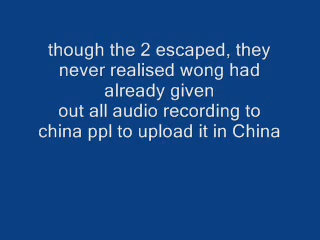 though the 2 escaped, they
never realised wong had
already given
out all audio recording to
china ppl to upload it in China